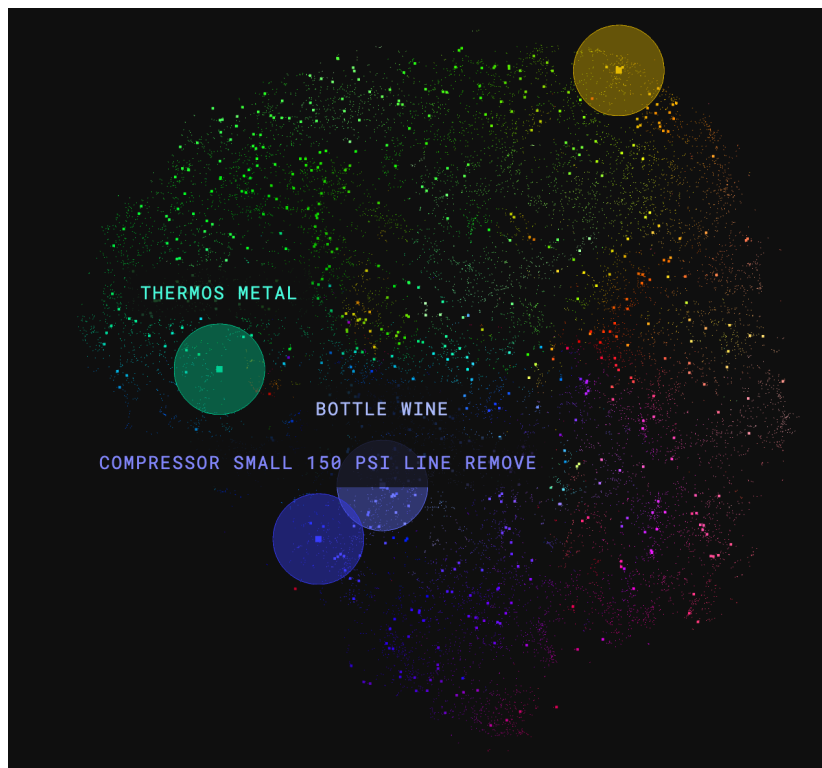 THERMOS METAL
BOTTLE WINE
COMPRESSOR SMALL 150 PSI LINE REMOVE